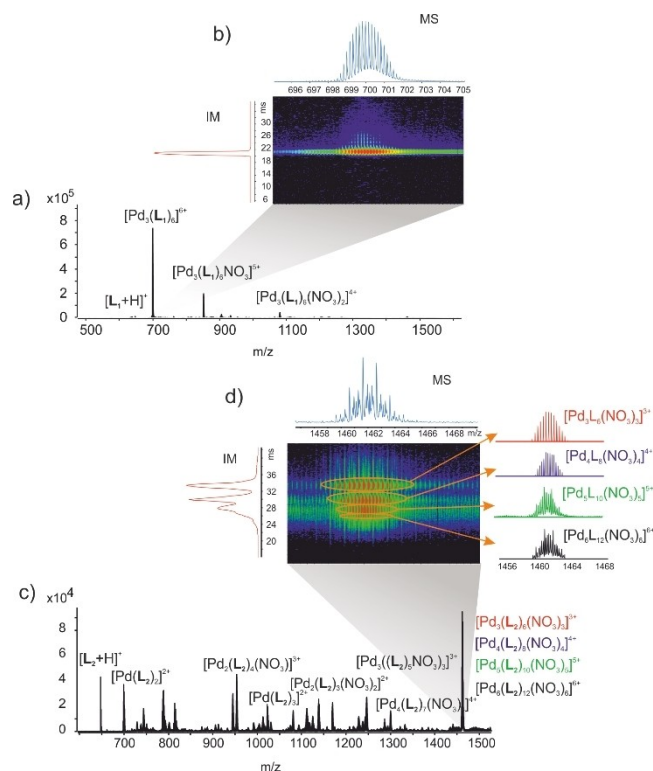 b)
MS
696 697 698 699 700 701 702 703 704 705
IM
ms
30
26
22
18
14
10
6
a)
x10⁵
[Pd₃(L₁)₆]⁶⁺
8
6
[Pd₃(L₁)₆NO₃]⁵⁺
4
[Pd₃(L₁)₆(NO₃)₂]⁴⁺
2
[L₁+H]⁺
0
500 700 900 1100 1300 1500
m/z
d)
MS
1458 1460 1462 1464 1466 m/z 1468 1470
IM
ms
36
32
28
24
20
[Pd₃L₆(NO₃)₃]³⁺
[Pd₄L₈(NO₃)₄]⁴⁺
[Pd₅L₁₀(NO₃)₅]⁵⁺
[Pd₆L₁₂(NO₃)₆]⁶⁺
1456 1460 1464 1468
c)
x10⁴
[Pd₃(L₂)₆(NO₃)₃]³⁺
[Pd₄(L₂)₈(NO₃)₄]⁴⁺
[Pd₅(L₂)₁₀(NO₃)₅]⁵⁺
[Pd₆(L₂)₁₂(NO₃)₆]⁶⁺
8
6
[L₂+H]⁺
[Pd(L₂)₂]²⁺
[Pd₂(L₂)₄(NO₃)]³⁺
[Pd₃((L₂)₅NO₃)₃]³⁺
4
[Pd(L₂)₃]²⁺
[Pd₂(L₂)₃(NO₃)₂]²⁺
[Pd₄(L₂)₇(NO₃)₄]⁴⁺
2
0
700 800 900 1000 1100 1200 1300 1400 1500
m/z